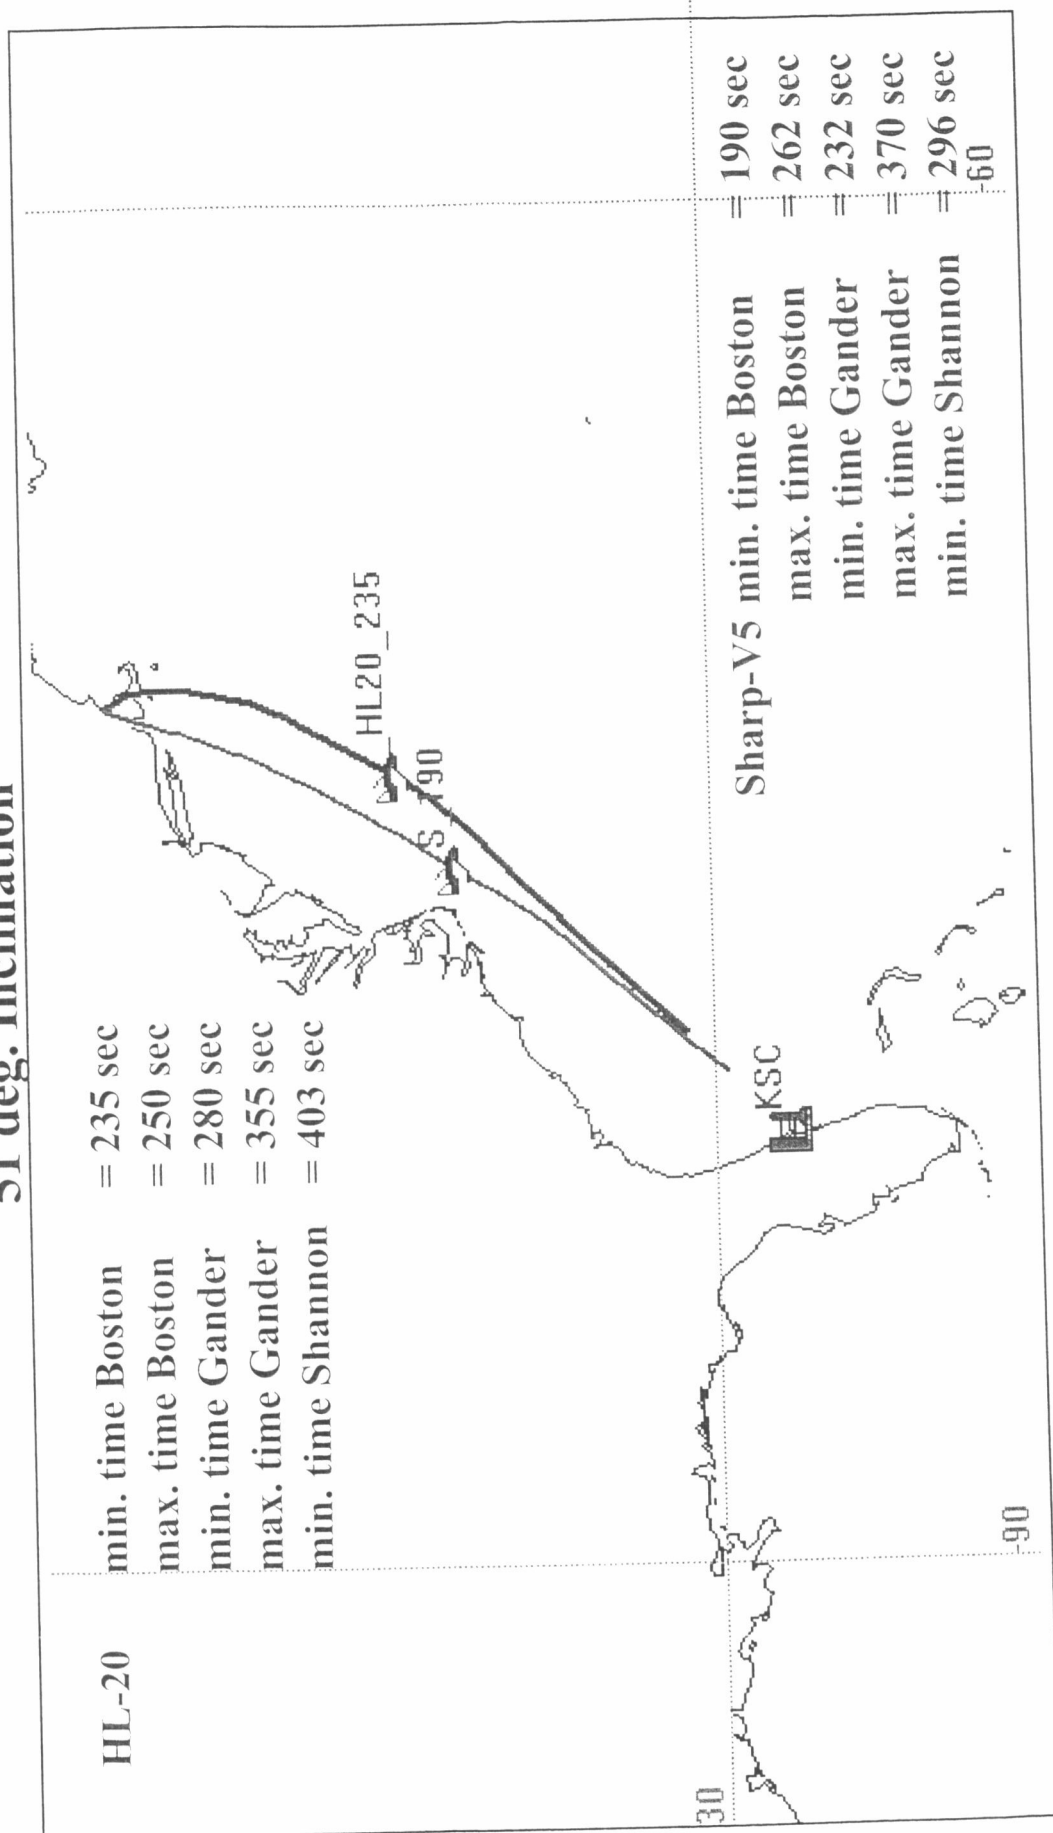 51 deg. Inclination
HL-20
min. time Boston = 235 sec
max. time Boston = 250 sec
min. time Gander = 280 sec
max. time Gander = 355 sec
min. time Shannon = 403 sec
HL20_235
S_190
KSC
30
-90
-60
Sharp-V5 min. time Boston = 190 sec
max. time Boston = 262 sec
min. time Gander = 232 sec
max. time Gander = 370 sec
min. time Shannon = 296 sec